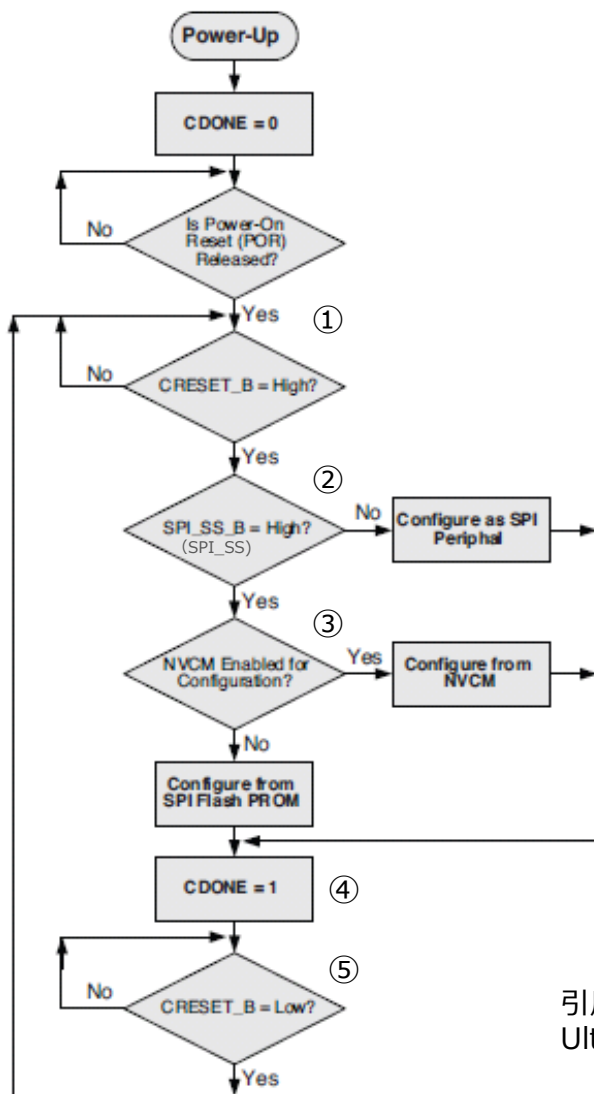 Power-Up
CDONE = 0
Is Power-On
Reset (POR)
Released?
No
Yes
①
CRESET_B = High?
No
Yes
②
SPI_SS_B = High?
(SPI_SS)
No
Configure as SPI
Periphal
Yes
③
NVCM Enabled for
Configuration?
Yes
Configure from
NVCM
No
Configure from
SPI Flash PROM
CDONE = 1
④
⑤
CRESET_B = Low?
No
Yes